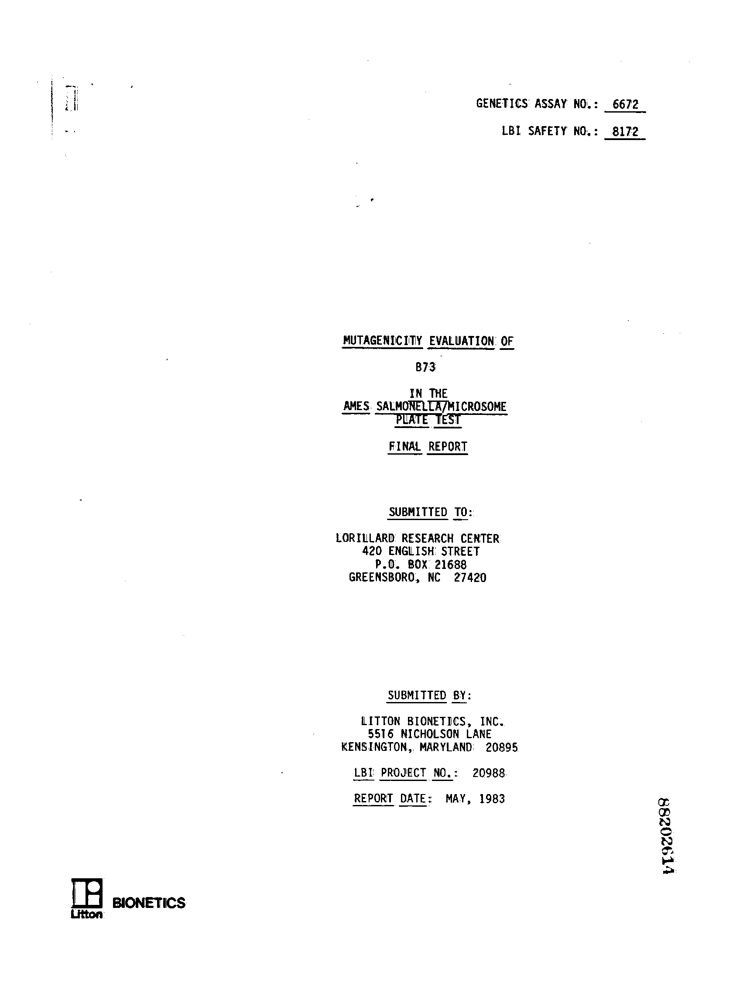 GENETICS ASSAY NO.: 6672
LBI SAFETY NO.: 8172
MUTAGENICITY EVALUATION OF
B73
IN THE
AMES SALMONELLA/MICROSOME
PLATE TEST
FINAL REPORT
SUBMITTED TO:
LORILLARD RESEARCH CENTER
420 ENGLISH STREET
P.O. BOX 21688
GREENSBORO, NC 27420
SUBMITTED BY:
LITTON BIONETICS, INC.
5516 NICHOLSON LANE
KENSINGTON, MARYLAND 20895
LBI PROJECT NO.: 20988
REPORT DATE: MAY, 1983
88202614
BIONETICS
Litton